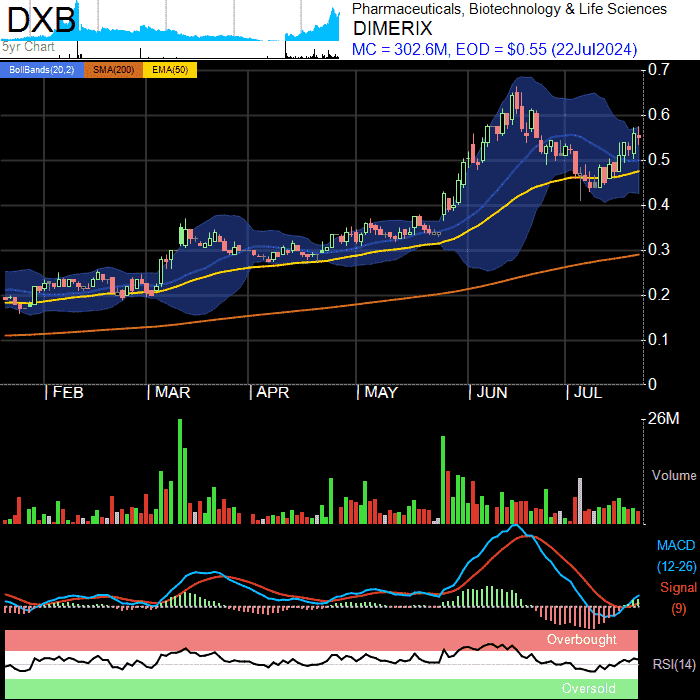 DXB
5yr Chart
Pharmaceuticals, Biotechnology & Life Sciences
DIMERIX
MC = 302.6M, EOD = $0.55 (22Jul2024)
BollBands(20,2) SMA(200) EMA(50)
0.7
0.6
0.5
0.4
0.3
0.2
0.1
0
FEB MAR APR MAY JUN JUL
26M
Volume
MACD
(12-26)
Signal
(9)
Overbought
RSI(14)
Oversold